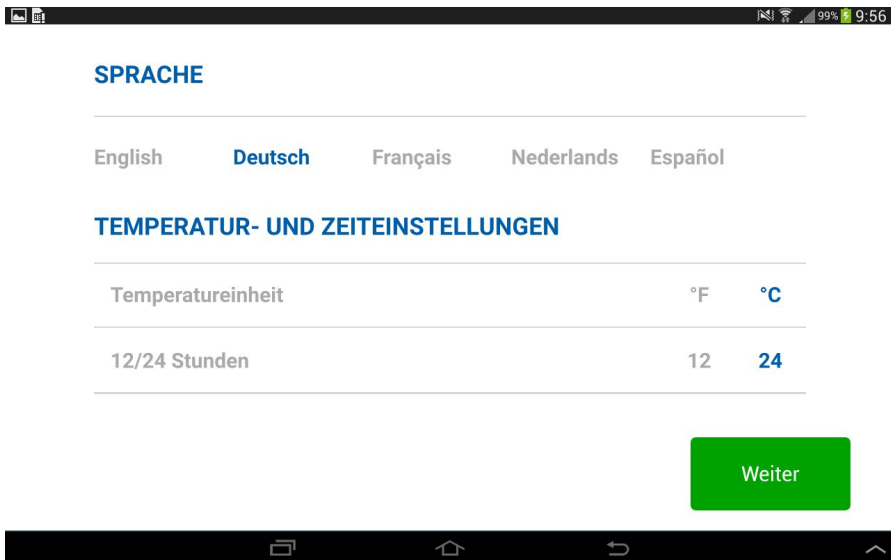 99% 9:56
SPRACHE
English Deutsch Français Nederlands Español
TEMPERATUR- UND ZEITEINSTELLUNGEN
Temperatureinheit °F °C
12/24 Stunden 12 24
Weiter